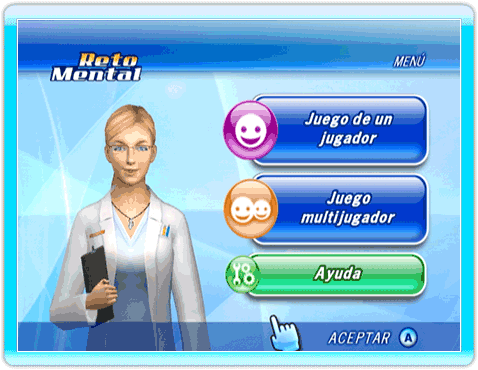 Reto
Mental
MENÚ
Juego de un
jugador
Juego
multijugador
Ayuda
ACEPTAR A